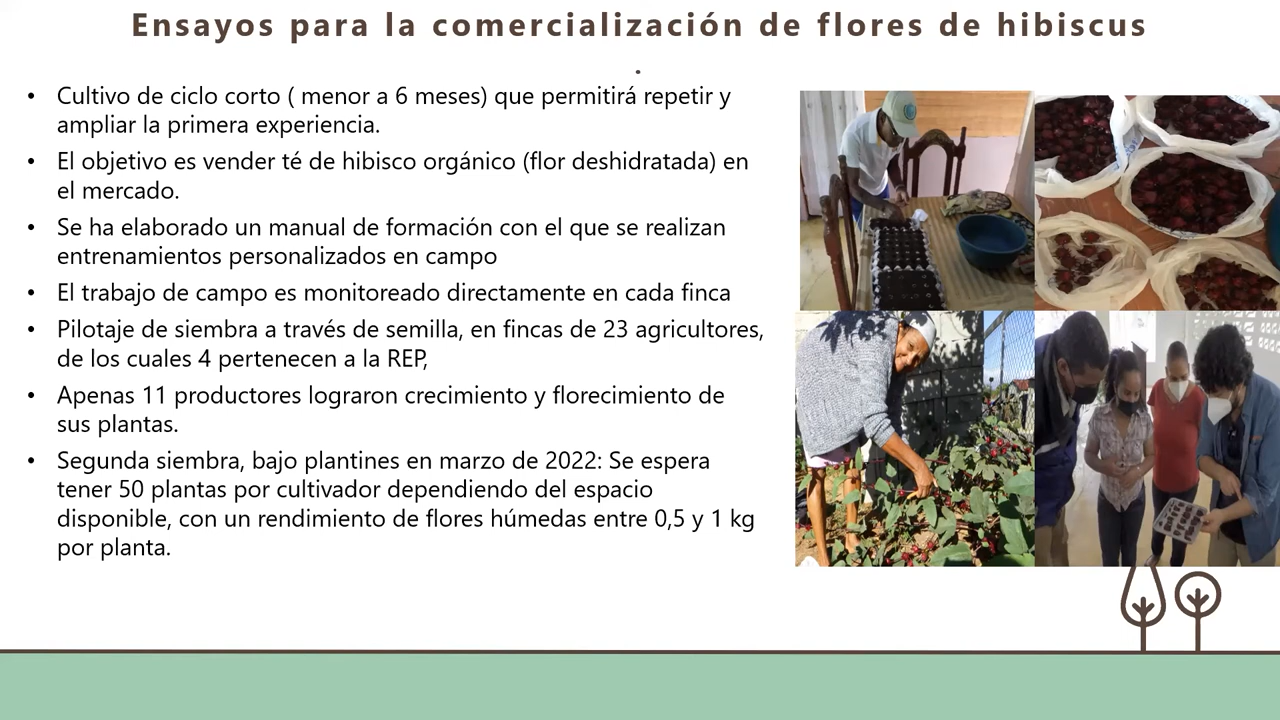 Ensayos para la comercialización de flores de hibiscus
.
• Cultivo de ciclo corto ( menor a 6 meses) que permitirá repetir y
ampliar la primera experiencia.
• El objetivo es vender té de hibisco orgánico (flor deshidratada) en
el mercado.
• Se ha elaborado un manual de formación con el que se realizan
entrenamientos personalizados en campo
• El trabajo de campo es monitoreado directamente en cada finca
• Pilotaje de siembra a través de semilla, en fincas de 23 agricultores,
de los cuales 4 pertenecen a la REP,
• Apenas 11 productores lograron crecimiento y florecimiento de
sus plantas.
• Segunda siembra, bajo plantines en marzo de 2022: Se espera
tener 50 plantas por cultivador dependiendo del espacio
disponible, con un rendimiento de flores húmedas entre 0,5 y 1 kg
por planta.